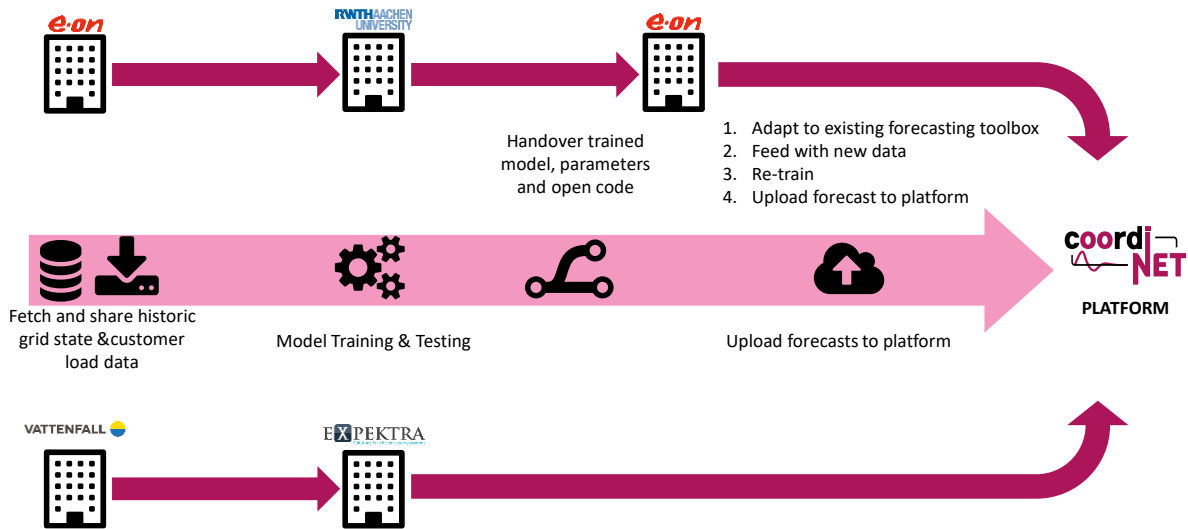 e·on
RWTHAACHEN
UNIVERSITY
e·on
Handover trained
model, parameters
and open code
1. Adapt to existing forecasting toolbox
2. Feed with new data
3. Re-train
4. Upload forecast to platform
coordi
NET
PLATFORM
Fetch and share historic
grid state &customer
load data
Model Training & Testing
Upload forecasts to platform
VATTENFALL
EXPEKTRA